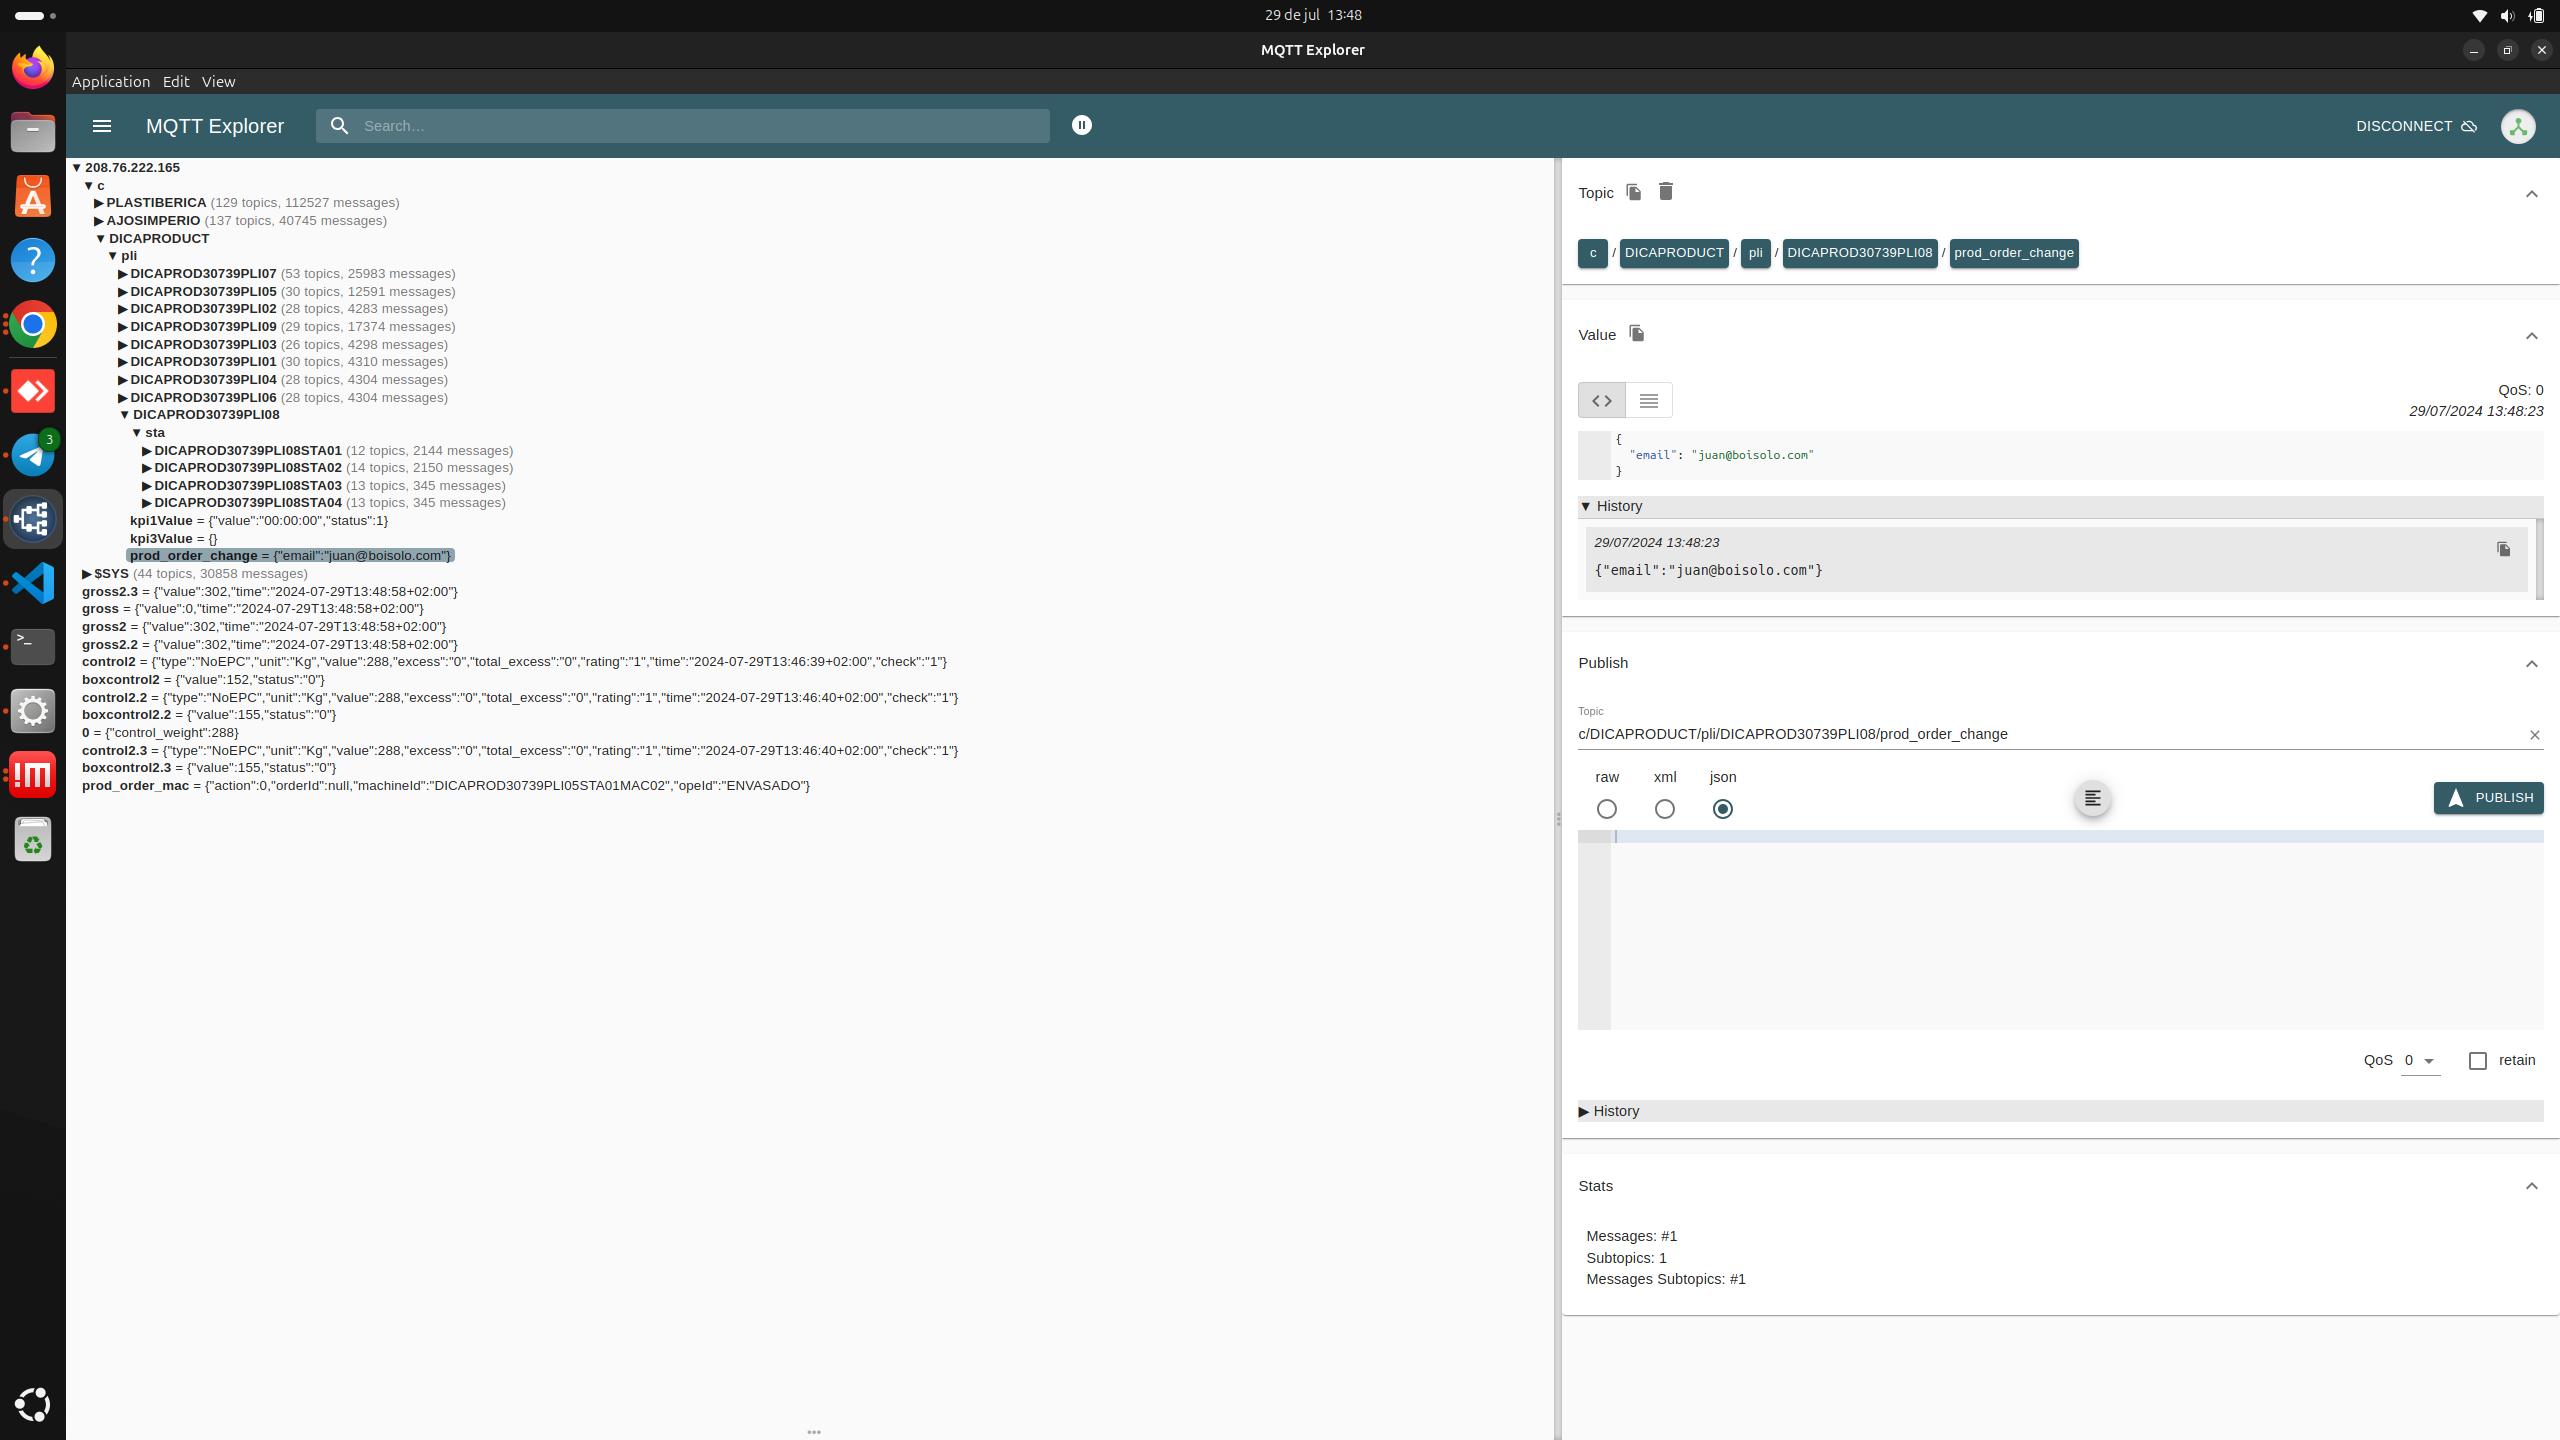 29 de jul 13:48
MQTT Explorer
Application Edit View
MQTT Explorer
Search…
DISCONNECT
▼ 208.76.222.165
▼ c
▶ PLASTIBERICA (129 topics, 112527 messages)
▶ AJOSIMPERIO (137 topics, 40745 messages)
▼ DICAPRODUCT
▼ pli
▶ DICAPROD30739PLI07 (53 topics, 25983 messages)
▶ DICAPROD30739PLI05 (30 topics, 12591 messages)
▶ DICAPROD30739PLI02 (28 topics, 4283 messages)
▶ DICAPROD30739PLI09 (29 topics, 17374 messages)
▶ DICAPROD30739PLI03 (26 topics, 4298 messages)
▶ DICAPROD30739PLI01 (30 topics, 4310 messages)
▶ DICAPROD30739PLI04 (28 topics, 4304 messages)
▶ DICAPROD30739PLI06 (28 topics, 4304 messages)
▼ DICAPROD30739PLI08
▼ sta
▶ DICAPROD30739PLI08STA01 (12 topics, 2144 messages)
▶ DICAPROD30739PLI08STA02 (14 topics, 2150 messages)
▶ DICAPROD30739PLI08STA03 (13 topics, 345 messages)
▶ DICAPROD30739PLI08STA04 (13 topics, 345 messages)
kpi1Value = {"value":"00:00:00","status":1}
kpi3Value = {}
prod_order_change = {"email":"juan@boisolo.com"}
▶ $SYS (44 topics, 30858 messages)
gross2.3 = {"value":302,"time":"2024-07-29T13:48:58+02:00"}
gross = {"value":0,"time":"2024-07-29T13:48:58+02:00"}
gross2 = {"value":302,"time":"2024-07-29T13:48:58+02:00"}
gross2.2 = {"value":302,"time":"2024-07-29T13:48:58+02:00"}
control2 = {"type":"NoEPC","unit":"Kg","value":288,"excess":"0","total_excess":"0","rating":"1","time":"2024-07-29T13:46:39+02:00","check":"1"}
boxcontrol2 = {"value":152,"status":"0"}
control2.2 = {"type":"NoEPC","unit":"Kg","value":288,"excess":"0","total_excess":"0","rating":"1","time":"2024-07-29T13:46:40+02:00","check":"1"}
boxcontrol2.2 = {"value":155,"status":"0"}
0 = {"control_weight":288}
control2.3 = {"type":"NoEPC","unit":"Kg","value":288,"excess":"0","total_excess":"0","rating":"1","time":"2024-07-29T13:46:40+02:00","check":"1"}
boxcontrol2.3 = {"value":155,"status":"0"}
prod_order_mac = {"action":0,"orderId":null,"machineId":"DICAPROD30739PLI05STA01MAC02","opeId":"ENVASADO"}
Topic
c / DICAPRODUCT / pli / DICAPROD30739PLI08 / prod_order_change
Value
QoS: 0
29/07/2024 13:48:23
{
"email": "juan@boisolo.com"
}
▼ History
29/07/2024 13:48:23
{"email":"juan@boisolo.com"}
Publish
Topic
c/DICAPRODUCT/pli/DICAPROD30739PLI08/prod_order_change
raw xml json
PUBLISH
QoS 0 retain
▶ History
Stats
Messages: #1
Subtopics: 1
Messages Subtopics: #1
3